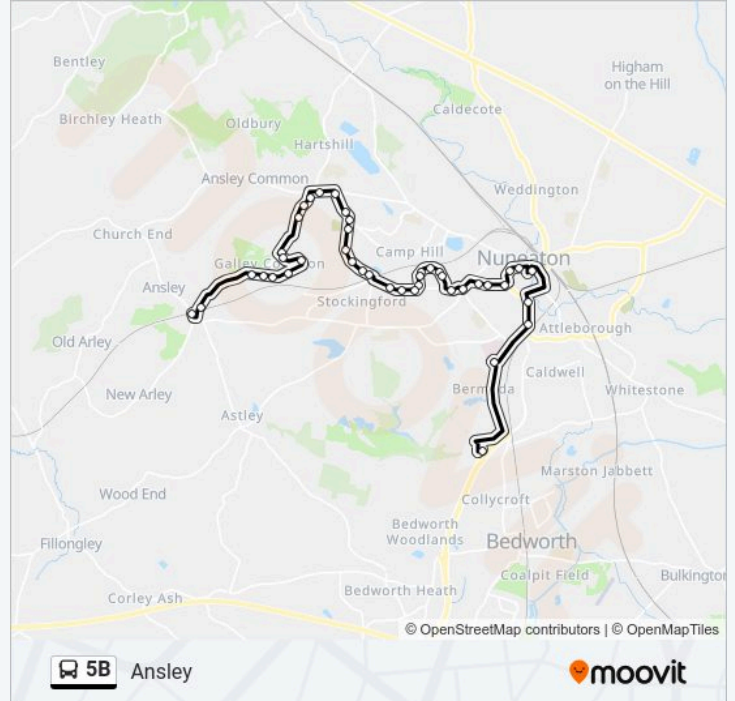 Bentley
Higham
on the Hill
Caldecote
Birchley Heath
Oldbury
Hartshill
Ansley Common
Weddington
Church End
Camp Hill
Nuneaton
Galley Common
Ansley
Stockingford
Attleborough
Old Arley
Caldwell
Bermuda
Whitestone
New Arley
Astley
Marston Jabbett
Wood End
Collycroft
Bedworth
Woodlands
Bedworth
Fillongley
Coalpit Field
Bulkington
Bedworth Heath
Corley Ash
© OpenStreetMap contributors | © OpenMapTiles
5B Ansley
moovit